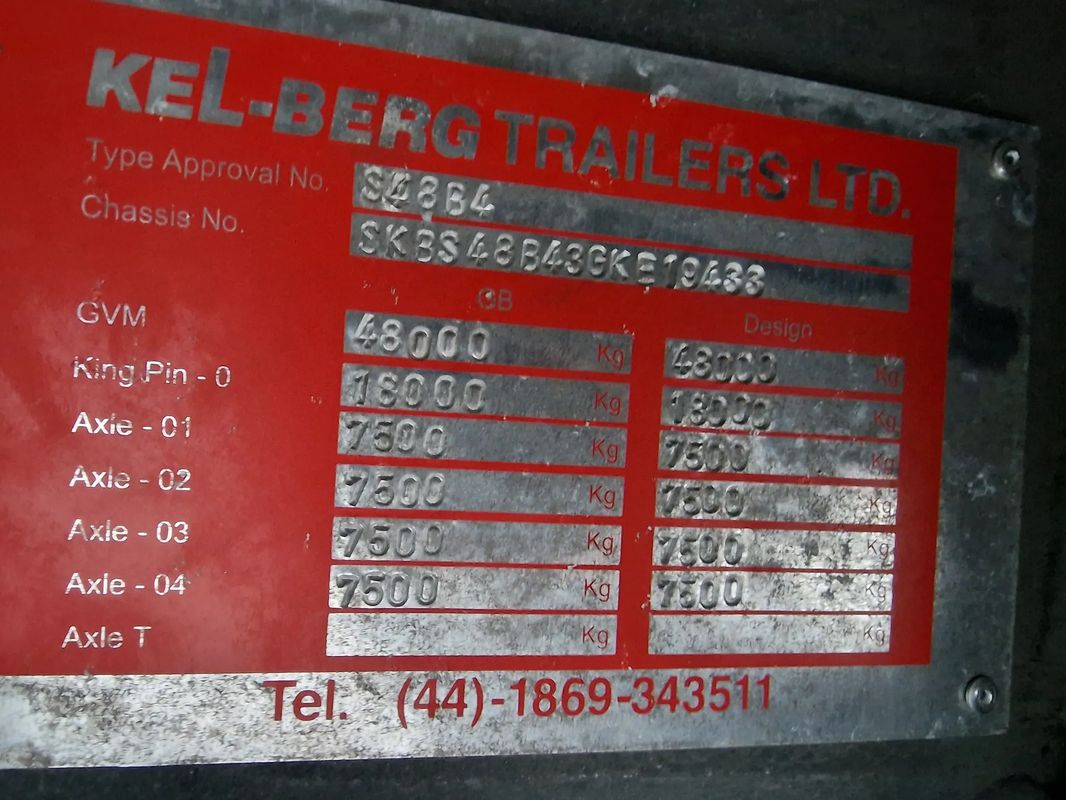 KEL-BERG TRAILERS LTD.
Type Approval No. S48B4
Chassis No. SKBS48B43GKE19433
GB Design
GVM 48000 Kg 48000 Kg
King Pin - 0 18000 Kg 18000 Kg
Axle - 01 7500 Kg 7500 Kg
Axle - 02 7500 Kg 7500 Kg
Axle - 03 7500 Kg 7500 Kg
Axle - 04 7500 Kg 7500 Kg
Axle T Kg Kg
Tel. (44)-1869-343511